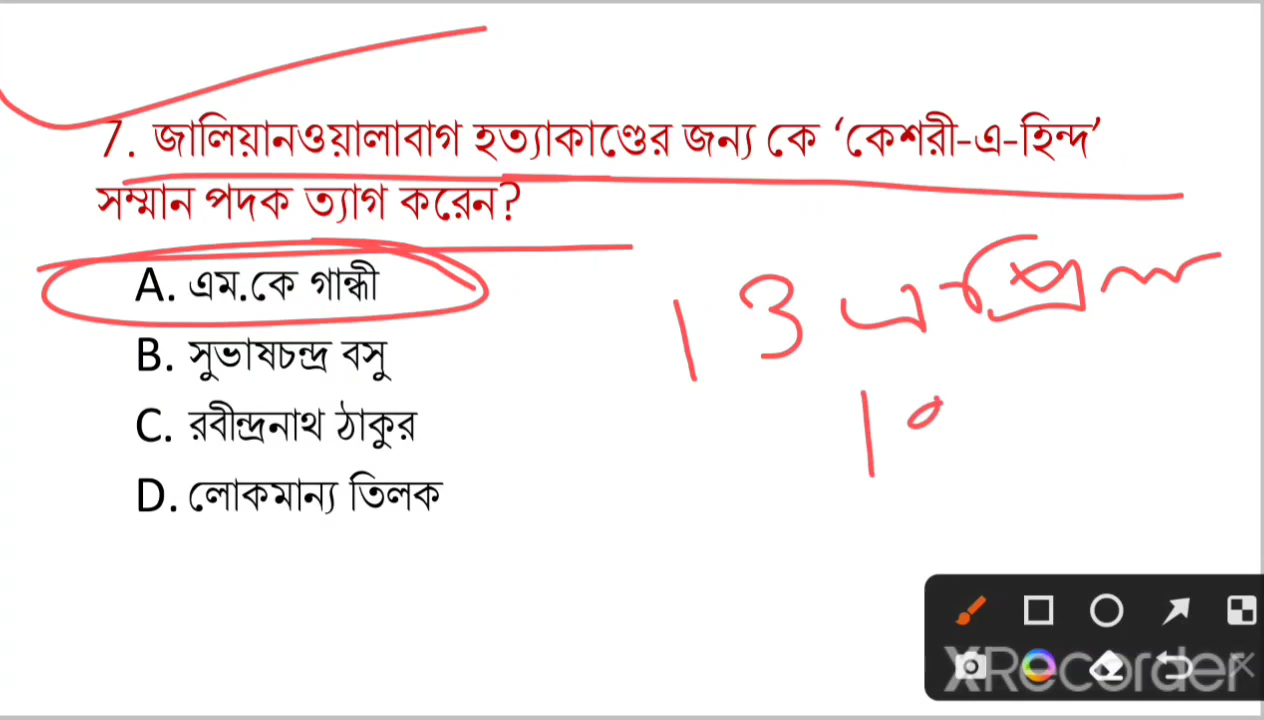 7. জালিয়ানওয়ালাবাগ হত্যাকাণ্ডের জন্য কে ‘কেশরী-এ-হিন্দ’
সম্মান পদক ত্যাগ করেন?
A. এম.কে গান্ধী
B. সুভাষচন্দ্র বসু
C. রবীন্দ্রনাথ ঠাকুর
D. লোকমান্য তিলক
13 এপ্রিল
XRecorder